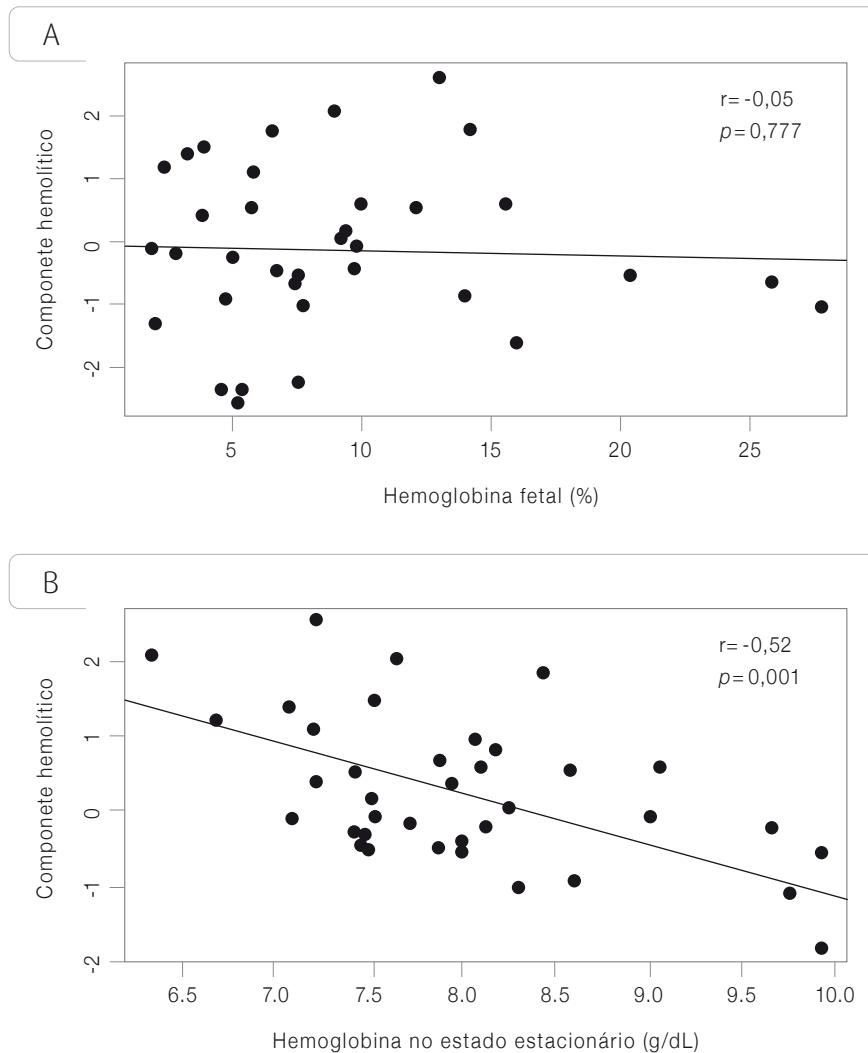 A
r= -0,05
p= 0,777
Componete hemolítico
2
1
0
-1
-2
5 10 15 20 25
Hemoglobina fetal (%)
B
r= -0,52
p= 0,001
Componete hemolítico
2
1
0
-1
-2
6.5 7.0 7.5 8.0 8.5 9.0 9.5 10.0
Hemoglobina no estado estacionário (g/dL)